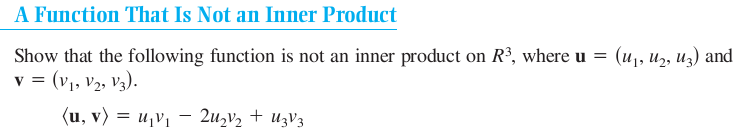 A Function That Is Not an Inner Product
Show that the following function is not an inner product on R³, where u = (u₁, u₂, u₃) and
v = (v₁, v₂, v₃).
⟨u, v⟩ = u₁v₁ − 2u₂v₂ + u₃v₃